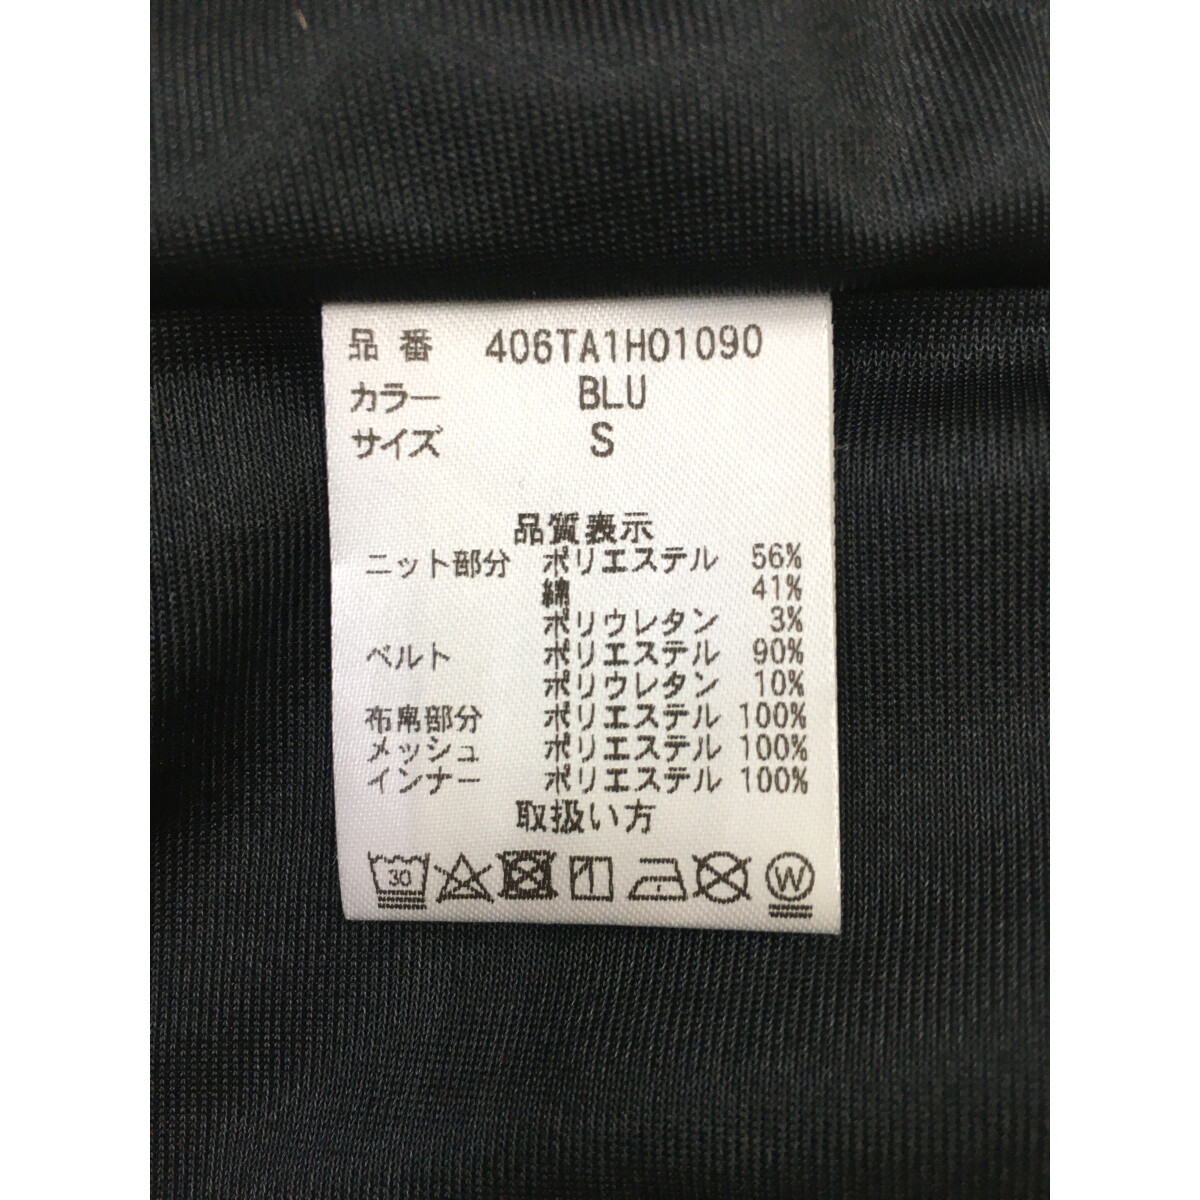 品番 406TA1H01090
カラー BLU
サイズ S
品質表示
ニット部分 ポリエステル 56%
綿 41%
ポリウレタン 3%
ベルト ポリエステル 90%
ポリウレタン 10%
布帛部分 ポリエステル 100%
メッシュ ポリエステル 100%
インナー ポリエステル 100%
取扱い方
30 W